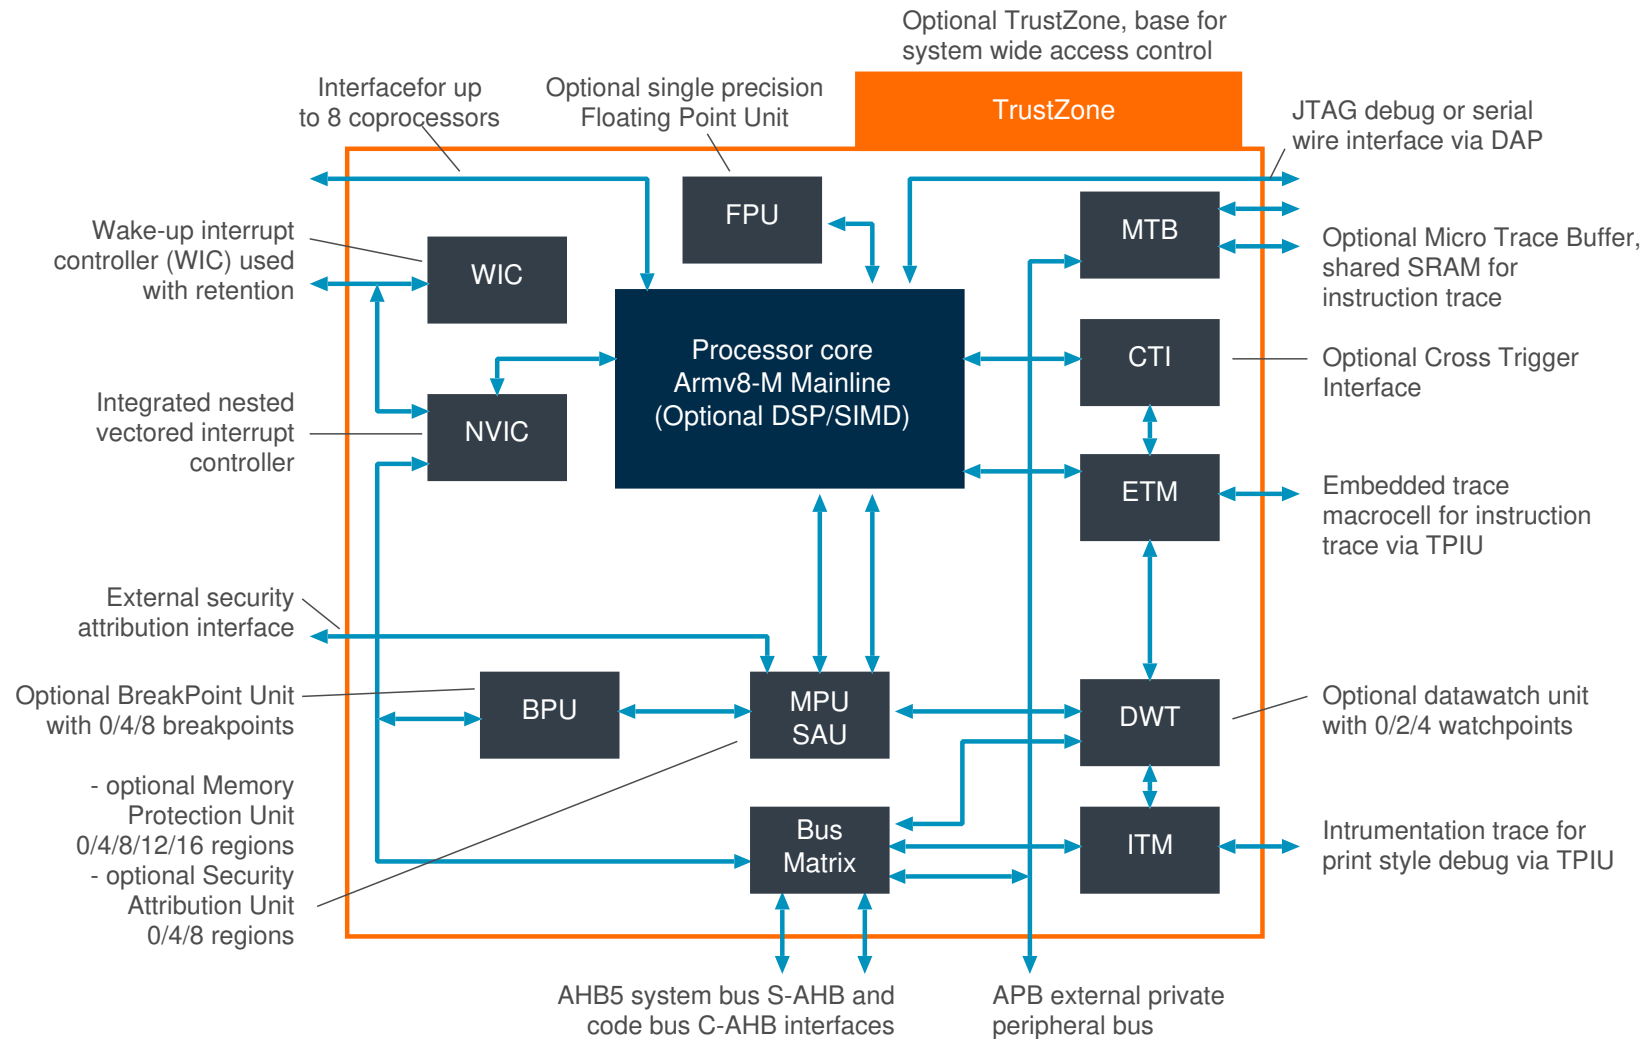 Optional TrustZone, base for
system wide access control
TrustZone
Interfacefor up
to 8 coprocessors
Optional single precision
Floating Point Unit
JTAG debug or serial
wire interface via DAP
FPU
MTB
Wake-up interrupt
controller (WIC) used
with retention
WIC
Optional Micro Trace Buffer,
shared SRAM for
instruction trace
Processor core
Armv8-M Mainline
(Optional DSP/SIMD)
CTI
Optional Cross Trigger
Interface
Integrated nested
vectored interrupt
controller
NVIC
ETM
Embedded trace
macrocell for instruction
trace via TPIU
External security
attribution interface
Optional BreakPoint Unit
with 0/4/8 breakpoints
BPU
MPU
SAU
DWT
Optional datawatch unit
with 0/2/4 watchpoints
- optional Memory
Protection Unit
0/4/8/12/16 regions
- optional Security
Attribution Unit
0/4/8 regions
Bus
Matrix
ITM
Intrumentation trace for
print style debug via TPIU
AHB5 system bus S-AHB and
code bus C-AHB interfaces
APB external private
peripheral bus